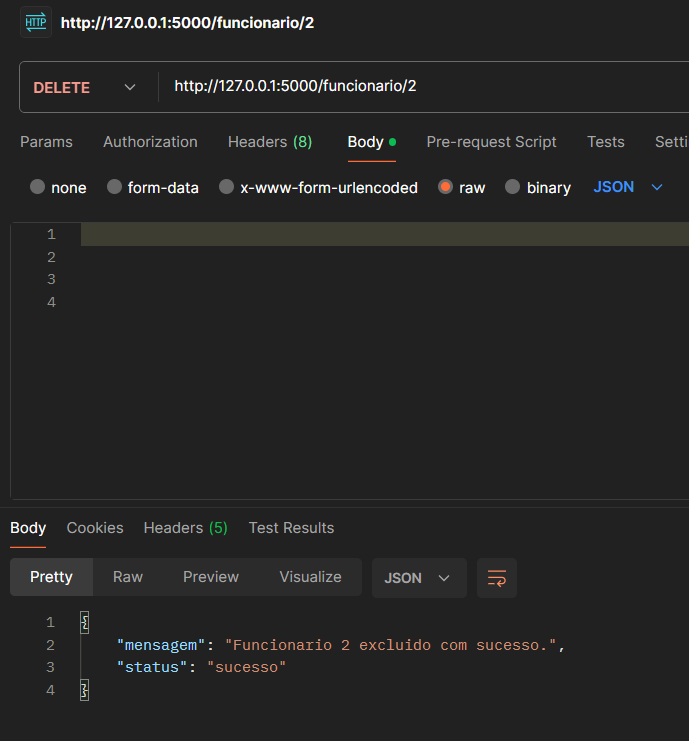 HTTP http://127.0.0.1:5000/funcionario/2
DELETE http://127.0.0.1:5000/funcionario/2
Params Authorization Headers (8) Body Pre-request Script Tests Setti
none form-data x-www-form-urlencoded raw binary JSON
1
2
3
4
Body Cookies Headers (5) Test Results
Pretty Raw Preview Visualize JSON
1 {
2 "mensagem": "Funcionario 2 excluido com sucesso.",
3 "status": "sucesso"
4 }